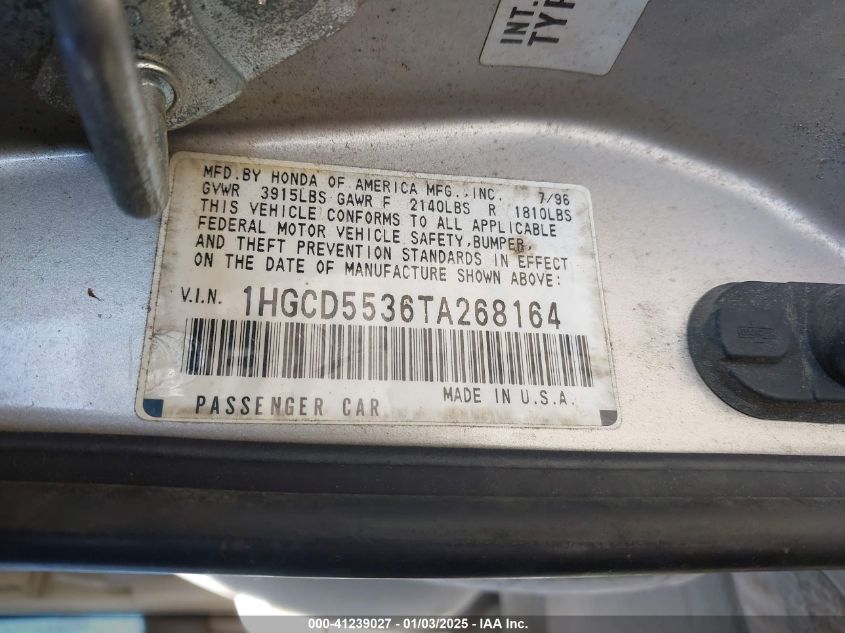 INT.
TYP
MFD. BY HONDA OF AMERICA MFG., INC. 7/96
GVWR 3915LBS GAWR F 2140LBS R 1810LBS
THIS VEHICLE CONFORMS TO ALL APPLICABLE
FEDERAL MOTOR VEHICLE SAFETY, BUMPER,
AND THEFT PREVENTION STANDARDS IN EFFECT
ON THE DATE OF MANUFACTURE SHOWN ABOVE:
V.I.N. 1HGCD5536TA268164
PASSENGER CAR MADE IN U.S.A.
000-41239027 - 01/03/2025 - IAA Inc.